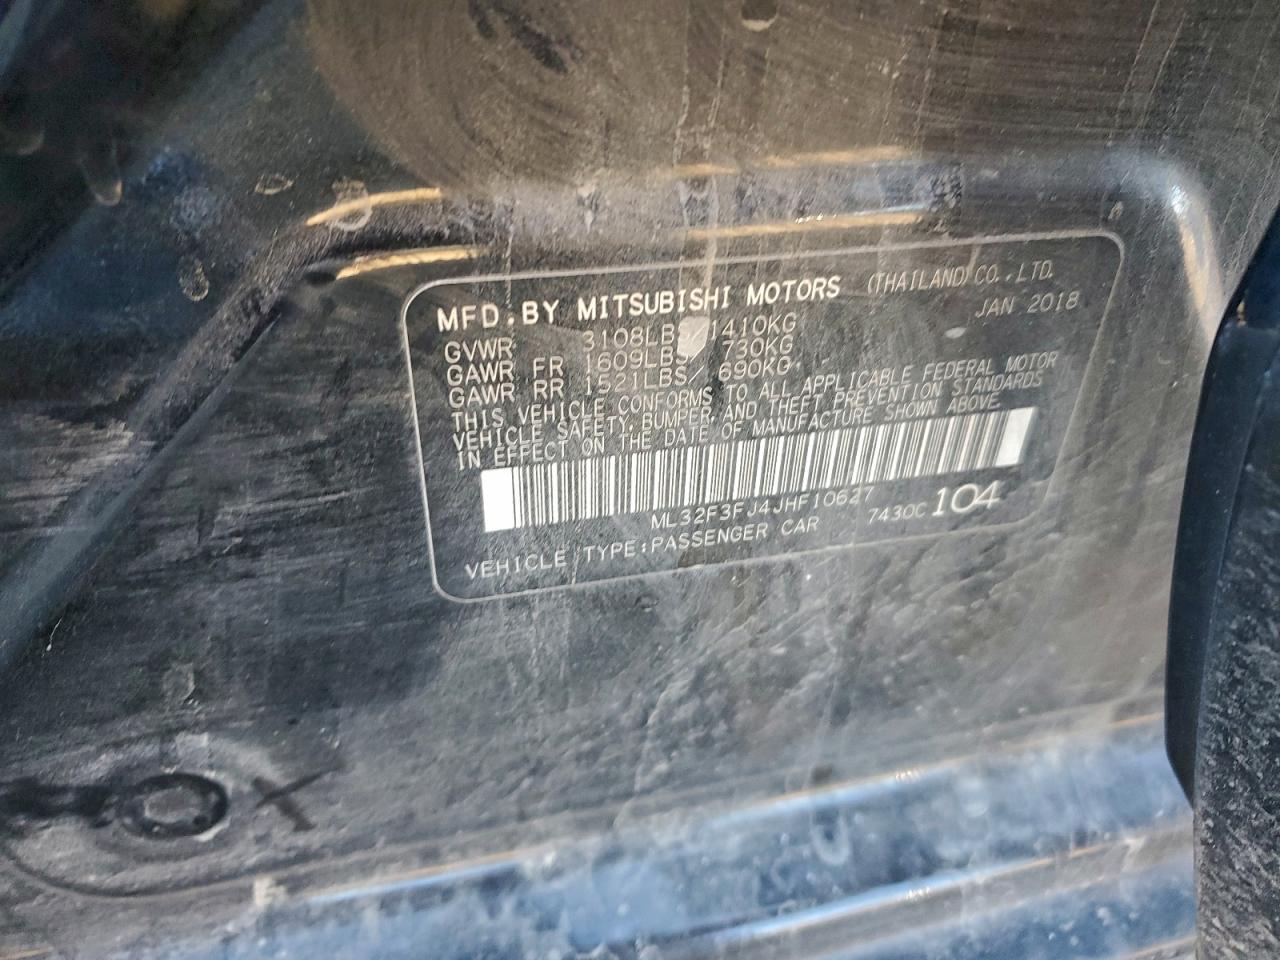 MFD.BY MITSUBISHI MOTORS (THAILAND)CO.,LTD.
JAN 2018
GVWR 3108LBS/1410KG
GAWR FR 1609LBS/ 730KG
GAWR RR 1521LBS/ 690KG
THIS VEHICLE CONFORMS TO ALL APPLICABLE FEDERAL MOTOR
VEHICLE SAFETY,BUMPER,AND THEFT PREVENTION STANDARDS
IN EFFECT ON THE DATE OF MANUFACTURE SHOWN ABOVE.
ML32F3FJ4JHF10627
VEHICLE TYPE:PASSENGER CAR 7430C 104